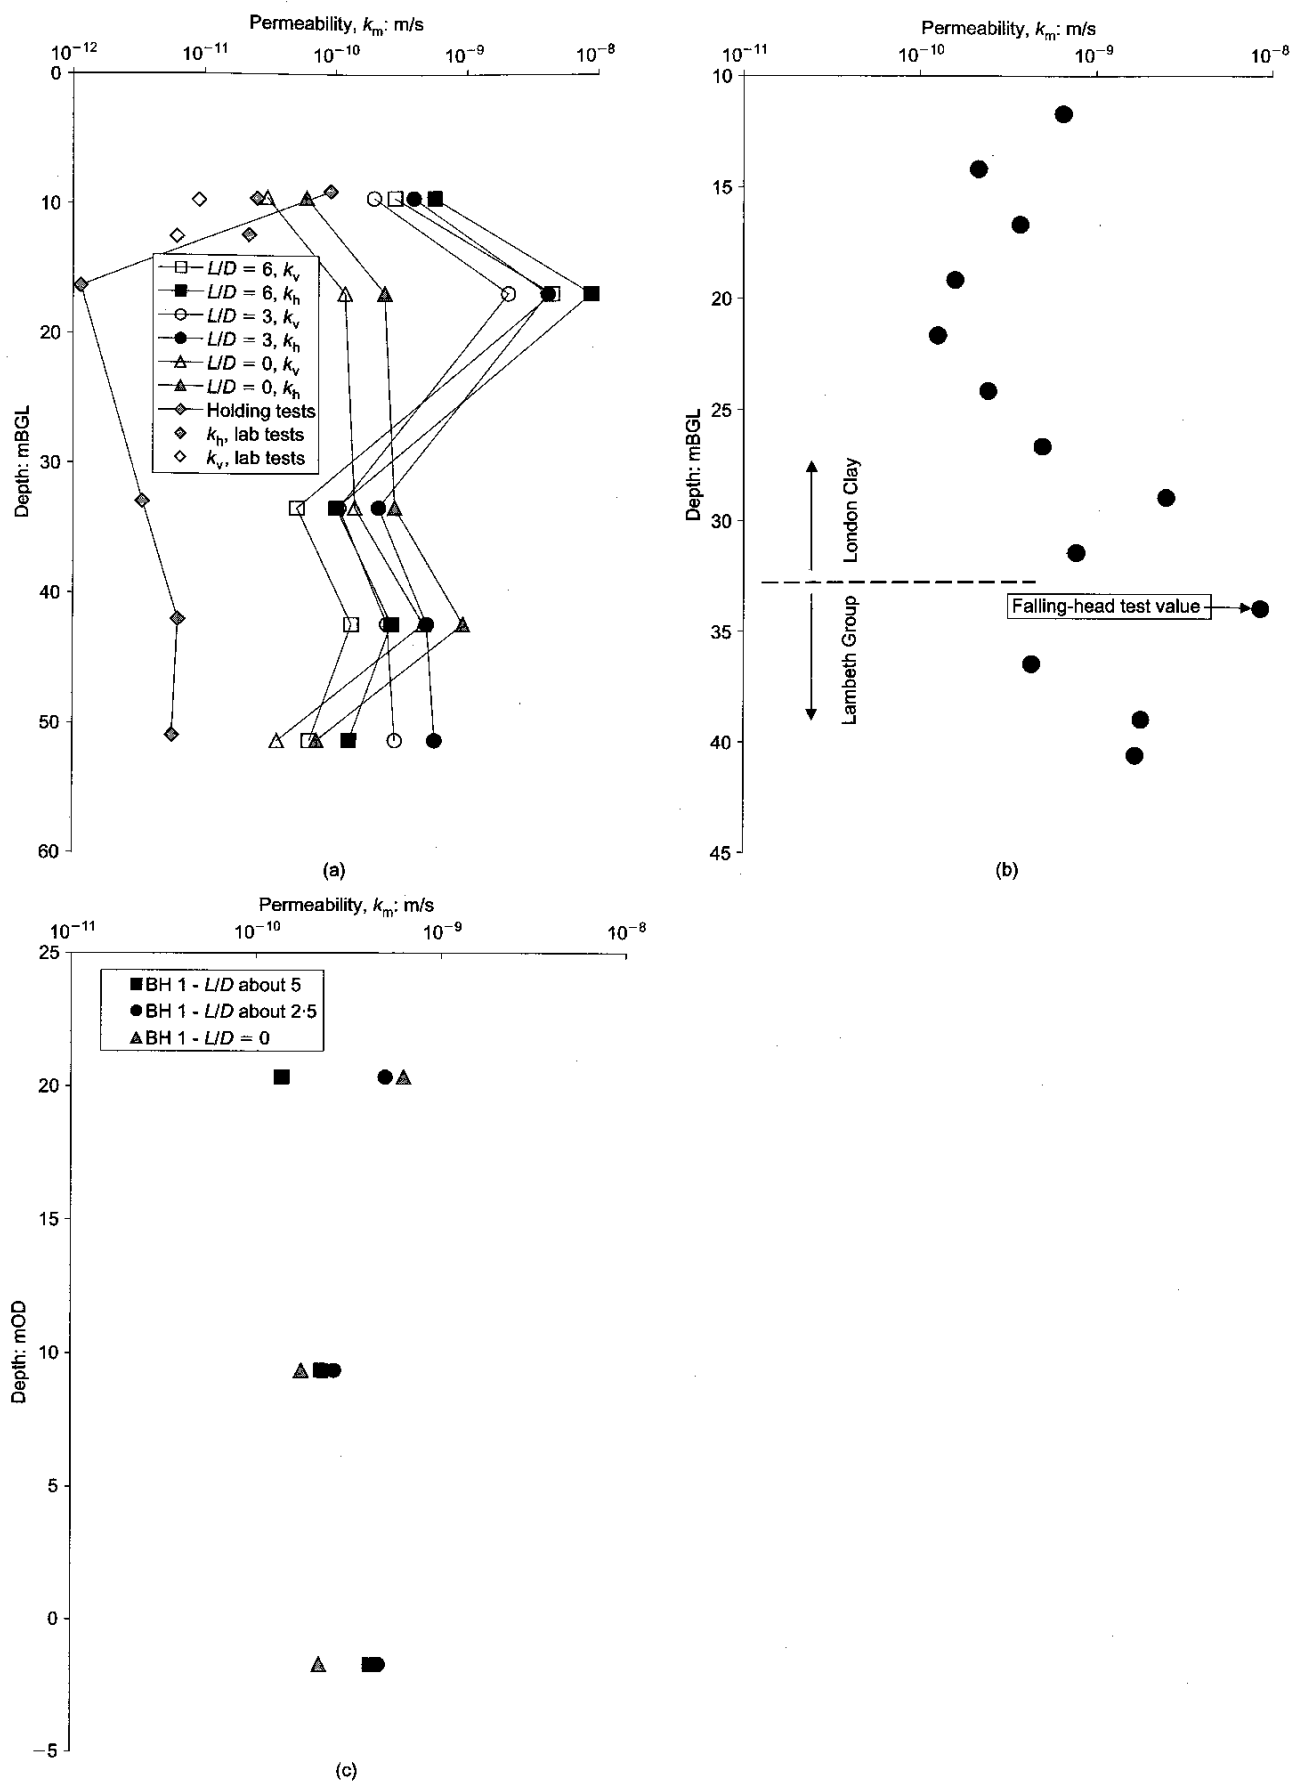 Permeability, kₘ: m/s
10⁻¹² 10⁻¹¹ 10⁻¹⁰ 10⁻⁹ 10⁻⁸
0
10
20
30
40
50
60
Depth: mBGL
L/D = 6, kᵥ
L/D = 6, kₕ
L/D = 3, kᵥ
L/D = 3, kₕ
L/D = 0, kᵥ
L/D = 0, kₕ
Holding tests
kₕ, lab tests
kᵥ, lab tests
(a)
Permeability, kₘ: m/s
10⁻¹¹ 10⁻¹⁰ 10⁻⁹ 10⁻⁸
10
15
20
25
30
35
40
45
Depth: mBGL
London Clay
Lambeth Group
Falling-head test value
(b)
Permeability, kₘ: m/s
10⁻¹¹ 10⁻¹⁰ 10⁻⁹ 10⁻⁸
25
20
15
10
5
0
−5
Depth: mOD
BH 1 - L/D about 5
BH 1 - L/D about 2·5
BH 1 - L/D = 0
(c)